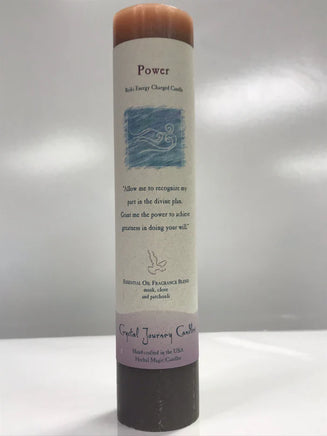 Power
Reiki Energy Charged Candle
"Allow me to recognize my
part in the divine plan.
Grant me the power to achieve
greatness in doing your will."
Essential Oil Fragrance Blend
musk, clove
and patchouli
Crystal Journey Candles
Handcrafted in the USA
Herbal Magic Candles